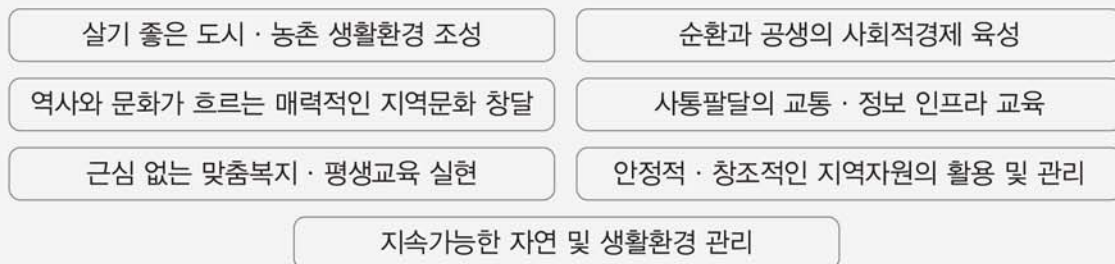 살기 좋은 도시 · 농촌 생활환경 조성
순환과 공생의 사회적경제 육성
역사와 문화가 흐르는 매력적인 지역문화 창달
사통팔달의 교통 · 정보 인프라 교육
근심 없는 맞춤복지 · 평생교육 실현
안정적 · 창조적인 지역자원의 활용 및 관리
지속가능한 자연 및 생활환경 관리